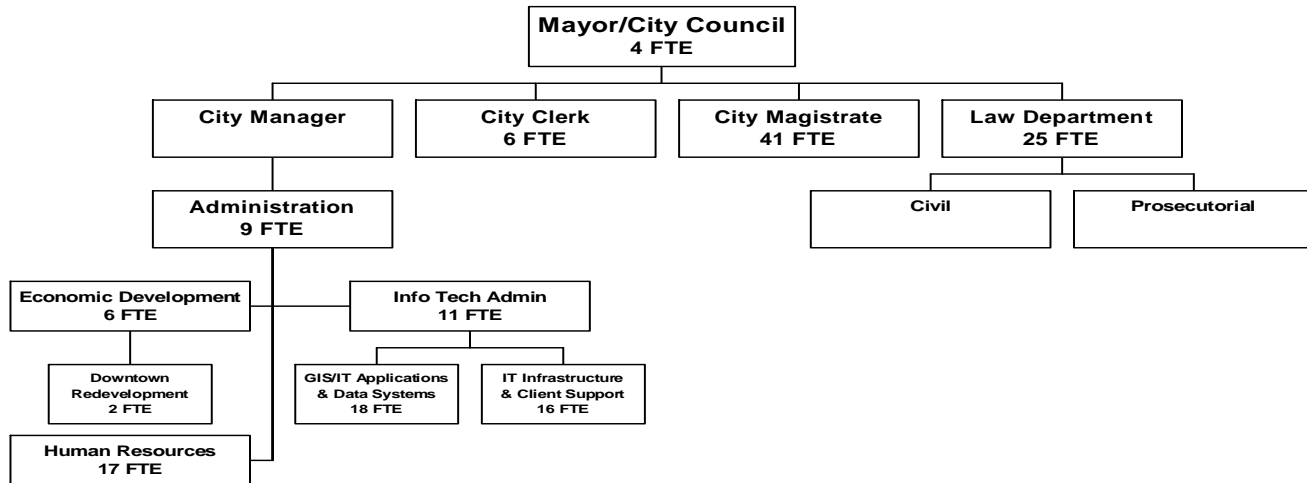 Mayor/City Council
4 FTE
City Manager
City Clerk
6 FTE
City Magistrate
41 FTE
Law Department
25 FTE
Administration
9 FTE
Civil
Prosecutorial
Economic Development
6 FTE
Info Tech Admin
11 FTE
Downtown
Redevelopment
2 FTE
GIS/IT Applications
& Data Systems
18 FTE
IT Infrastructure
& Client Support
16 FTE
Human Resources
17 FTE